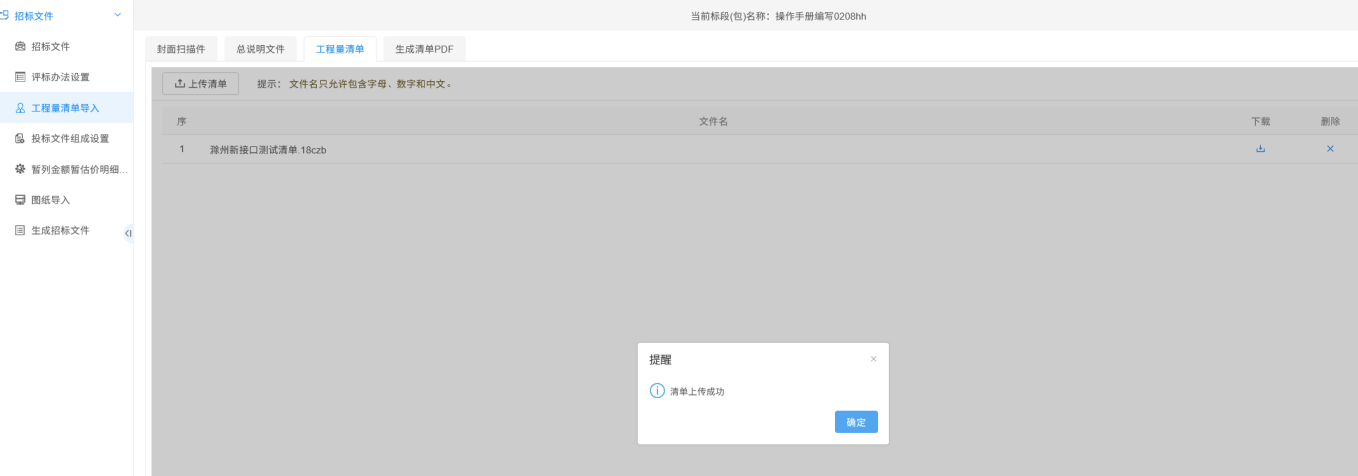 招标文件
当前标段(包)名称：操作手册编写0208hh
招标文件
评标办法设置
工程量清单导入
投标文件组成设置
暂列金额暂估价明细...
图纸导入
生成招标文件
封面扫描件 总说明文件 工程量清单 生成清单PDF
上传清单 提示： 文件名只允许包含字母、数字和中文。
序 文件名 下载 删除
1 滁州新接口测试清单.18czb
提醒
清单上传成功
确定